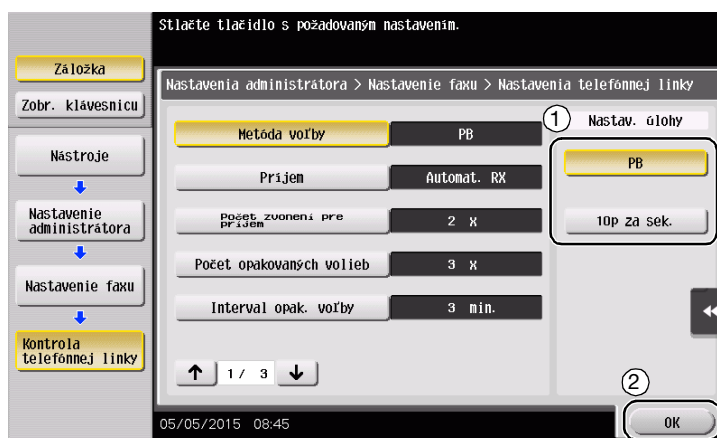 Stlačte tlačidlo s požadovaným nastavením.
Záložka
Zobr. klávesnicu
Nástroje
Nastavenie
administrátora
Nastavenie faxu
Kontrola
telefónnej linky
Nastavenia administrátora > Nastavenie faxu > Nastavenia telefónnej linky
Metóda voľby PB
Príjem Automat. RX
Počet zvonení pre
príjem 2 X
Počet opakovaných volieb 3 X
Interval opak. voľby 3 min.
1/ 3
1 Nastav. úlohy
PB
10p za sek.
2
05/05/2015 08:45
OK